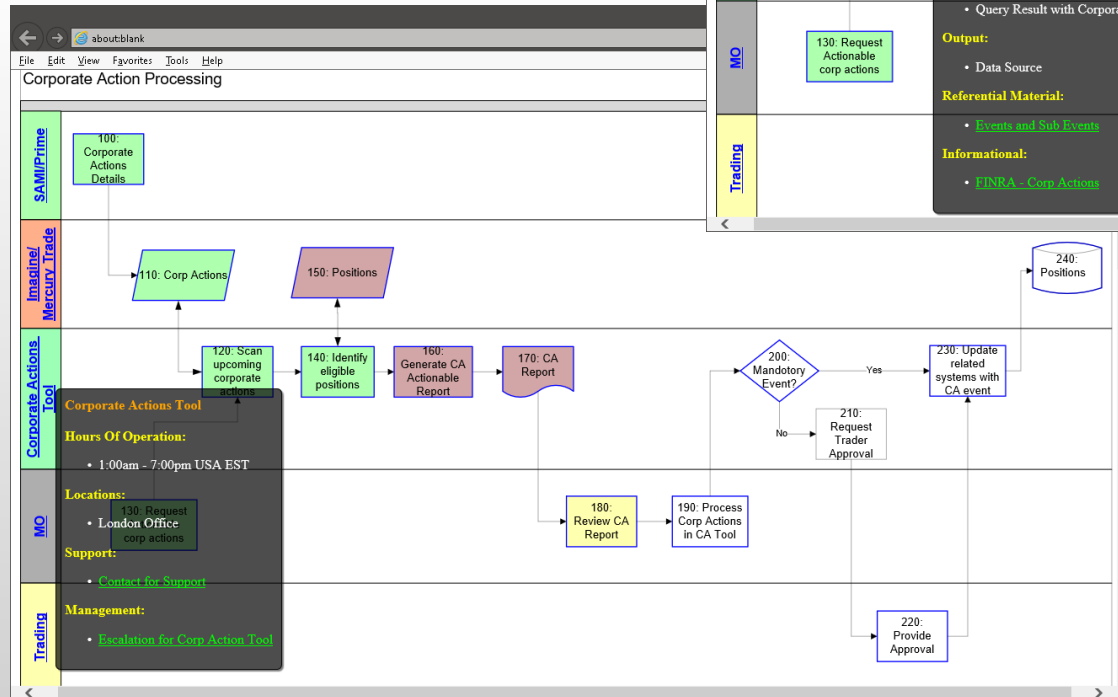 about:blank
File Edit View Favorites Tools Help
Corporate Action Processing
SAMI/Prime
100:
Corporate
Actions
Details
Imagine/
Mercury Trade
110: Corp Actions
150: Positions
240:
Positions
Corporate Actions
Tool
120: Scan
upcoming
corporate
actions
140: Identify
eligible
positions
160:
Generate CA
Actionable
Report
170: CA
Report
200:
Mandotory
Event?
Yes
No
210:
Request
Trader
Approval
230: Update
related
systems with
CA event
Corporate Actions Tool
Hours Of Operation:
• 1:00am - 7:00pm USA EST
Locations:
• London Office
Support:
• Contact for Support
Management:
• Escalation for Corp Action Tool
MO
130: Request
corp actions
180:
Review CA
Report
190: Process
Corp Actions
in CA Tool
Trading
220:
Provide
Approval
• Query Result with Corpora
Output:
• Data Source
Referential Material:
• Events and Sub Events
Informational:
• FINRA - Corp Actions
MO
130: Request
Actionable
corp actions
Trading